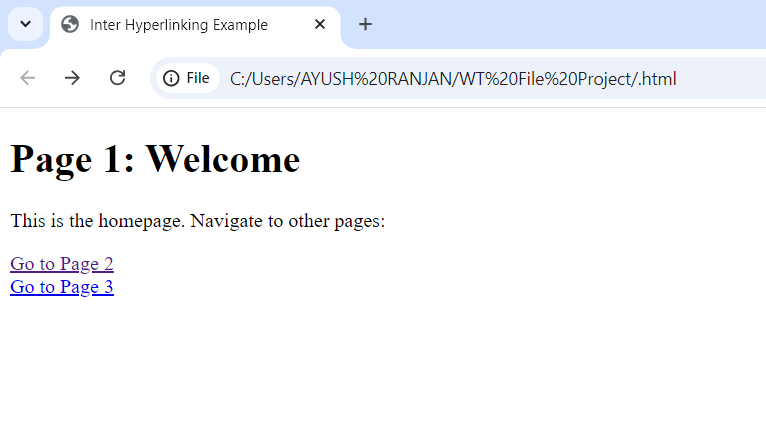 Inter Hyperlinking Example
File C:/Users/AYUSH%20RANJAN/WT%20File%20Project/.html
Page 1: Welcome
This is the homepage. Navigate to other pages:
Go to Page 2
Go to Page 3